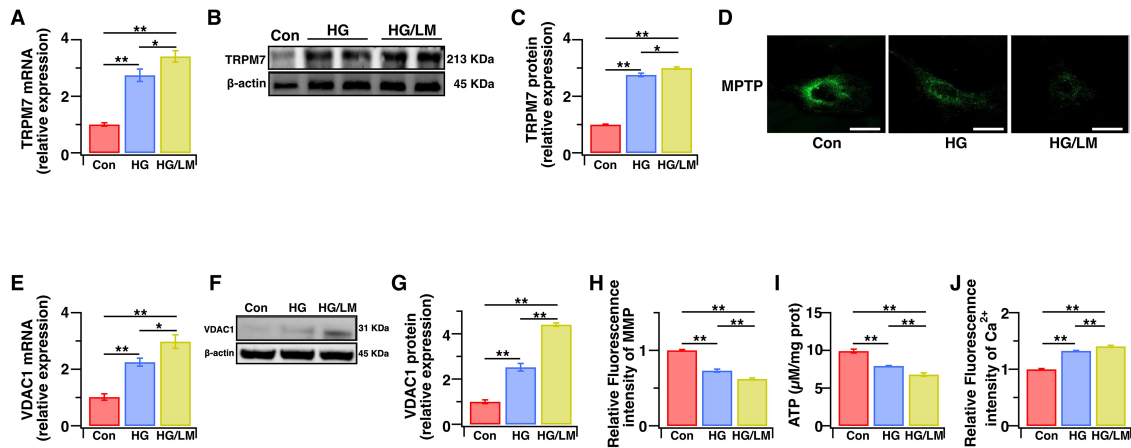 A
TRPM7 mRNA
(relative expression)
4
2
0
**
**
*
Con HG HG/LM
B
Con HG HG/LM
TRPM7 213 KDa
β-actin 45 KDa
C
TRPM7 protein
(relative expression)
4
2
0
**
**
*
Con HG HG/LM
D
MPTP
Con HG HG/LM
E
VDAC1 mRNA
(relative expression)
4
2
0
**
**
*
Con HG HG/LM
F
Con HG HG/LM
VDAC1 31 KDa
β-actin 45 KDa
G
VDAC1 protein
(relative expression)
4
2
0
**
**
**
Con HG HG/LM
H
Relative Fluorescence
intensity of MMP
1
0
**
**
**
Con HG HG/LM
I
ATP (μM/mg prot)
15
10
5
0
**
**
**
Con HG HG/LM
J
Relative Fluorescence
intensity of Ca²⁺
2
1
0
**
**
**
Con HG HG/LM